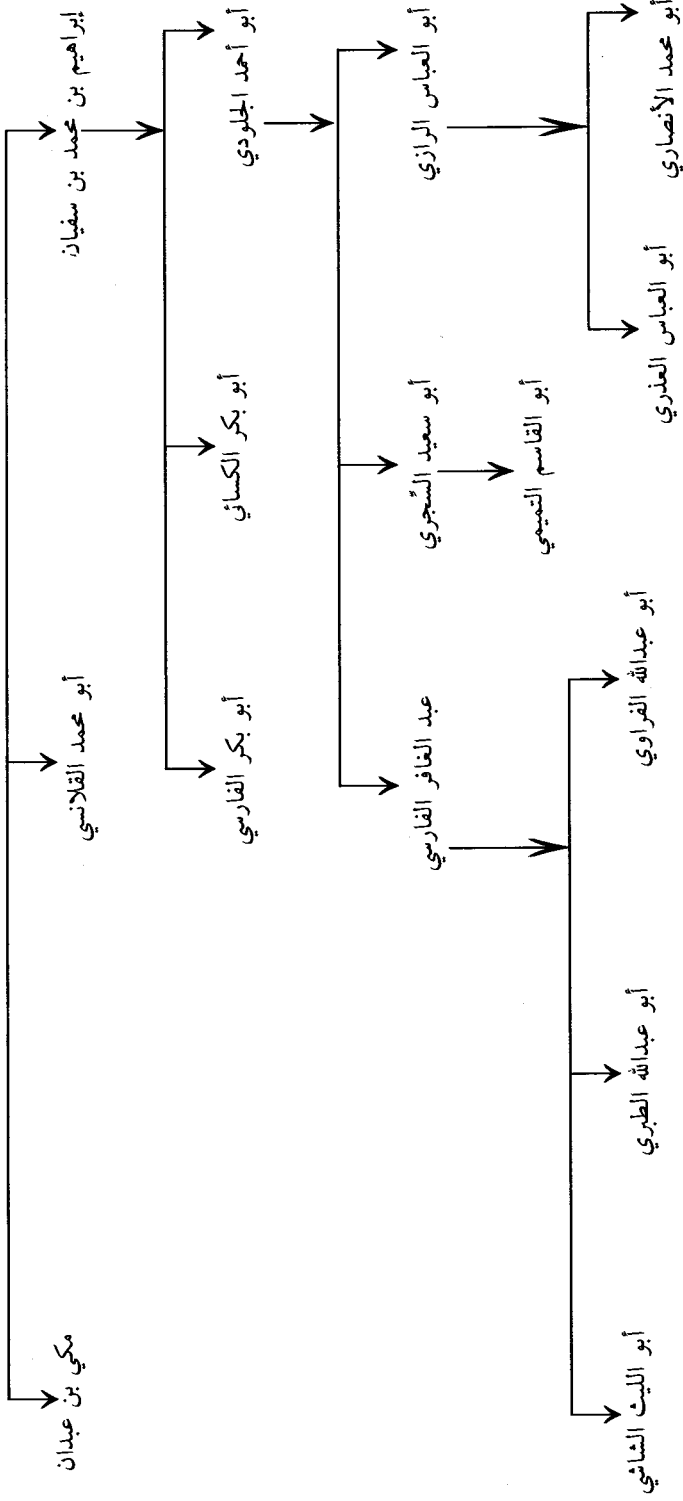 إبراهيم بن محمد بن سفيان
أبو محمد القلانسي
مكي بن عبدان
أبو أحمد الجلودي
أبو بكر الكسائي
أبو بكر الفارسي
أبو العباس الرازي
أبو سعيد السِّجزي
عبد الغافر الفارسي
أبو القاسم التميمي
أبو محمد الأنصاري
أبو العباس العذري
أبو عبدالله الفراوي
أبو عبدالله الطبري
أبو الليث الشاشي